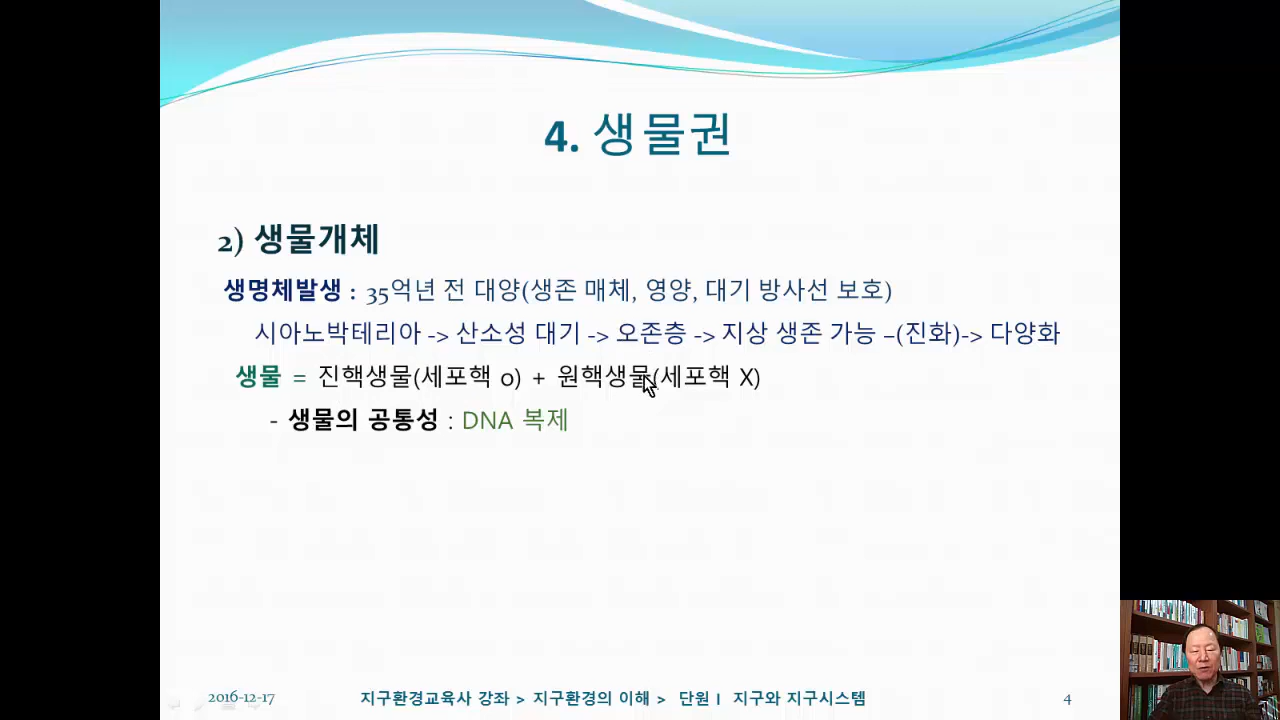 4. 생물권
2) 생물개체
생명체발생 : 35억년 전 대양(생존 매체, 영양, 대기 방사선 보호)
시아노박테리아 -> 산소성 대기 -> 오존층 -> 지상 생존 가능 –(진화)-> 다양화
생물 = 진핵생물(세포핵 o) + 원핵생물(세포핵 X)
- 생물의 공통성 : DNA 복제
2016-12-17
지구환경교육사 강좌 > 지구환경의 이해 > 단원 I 지구와 지구시스템
4